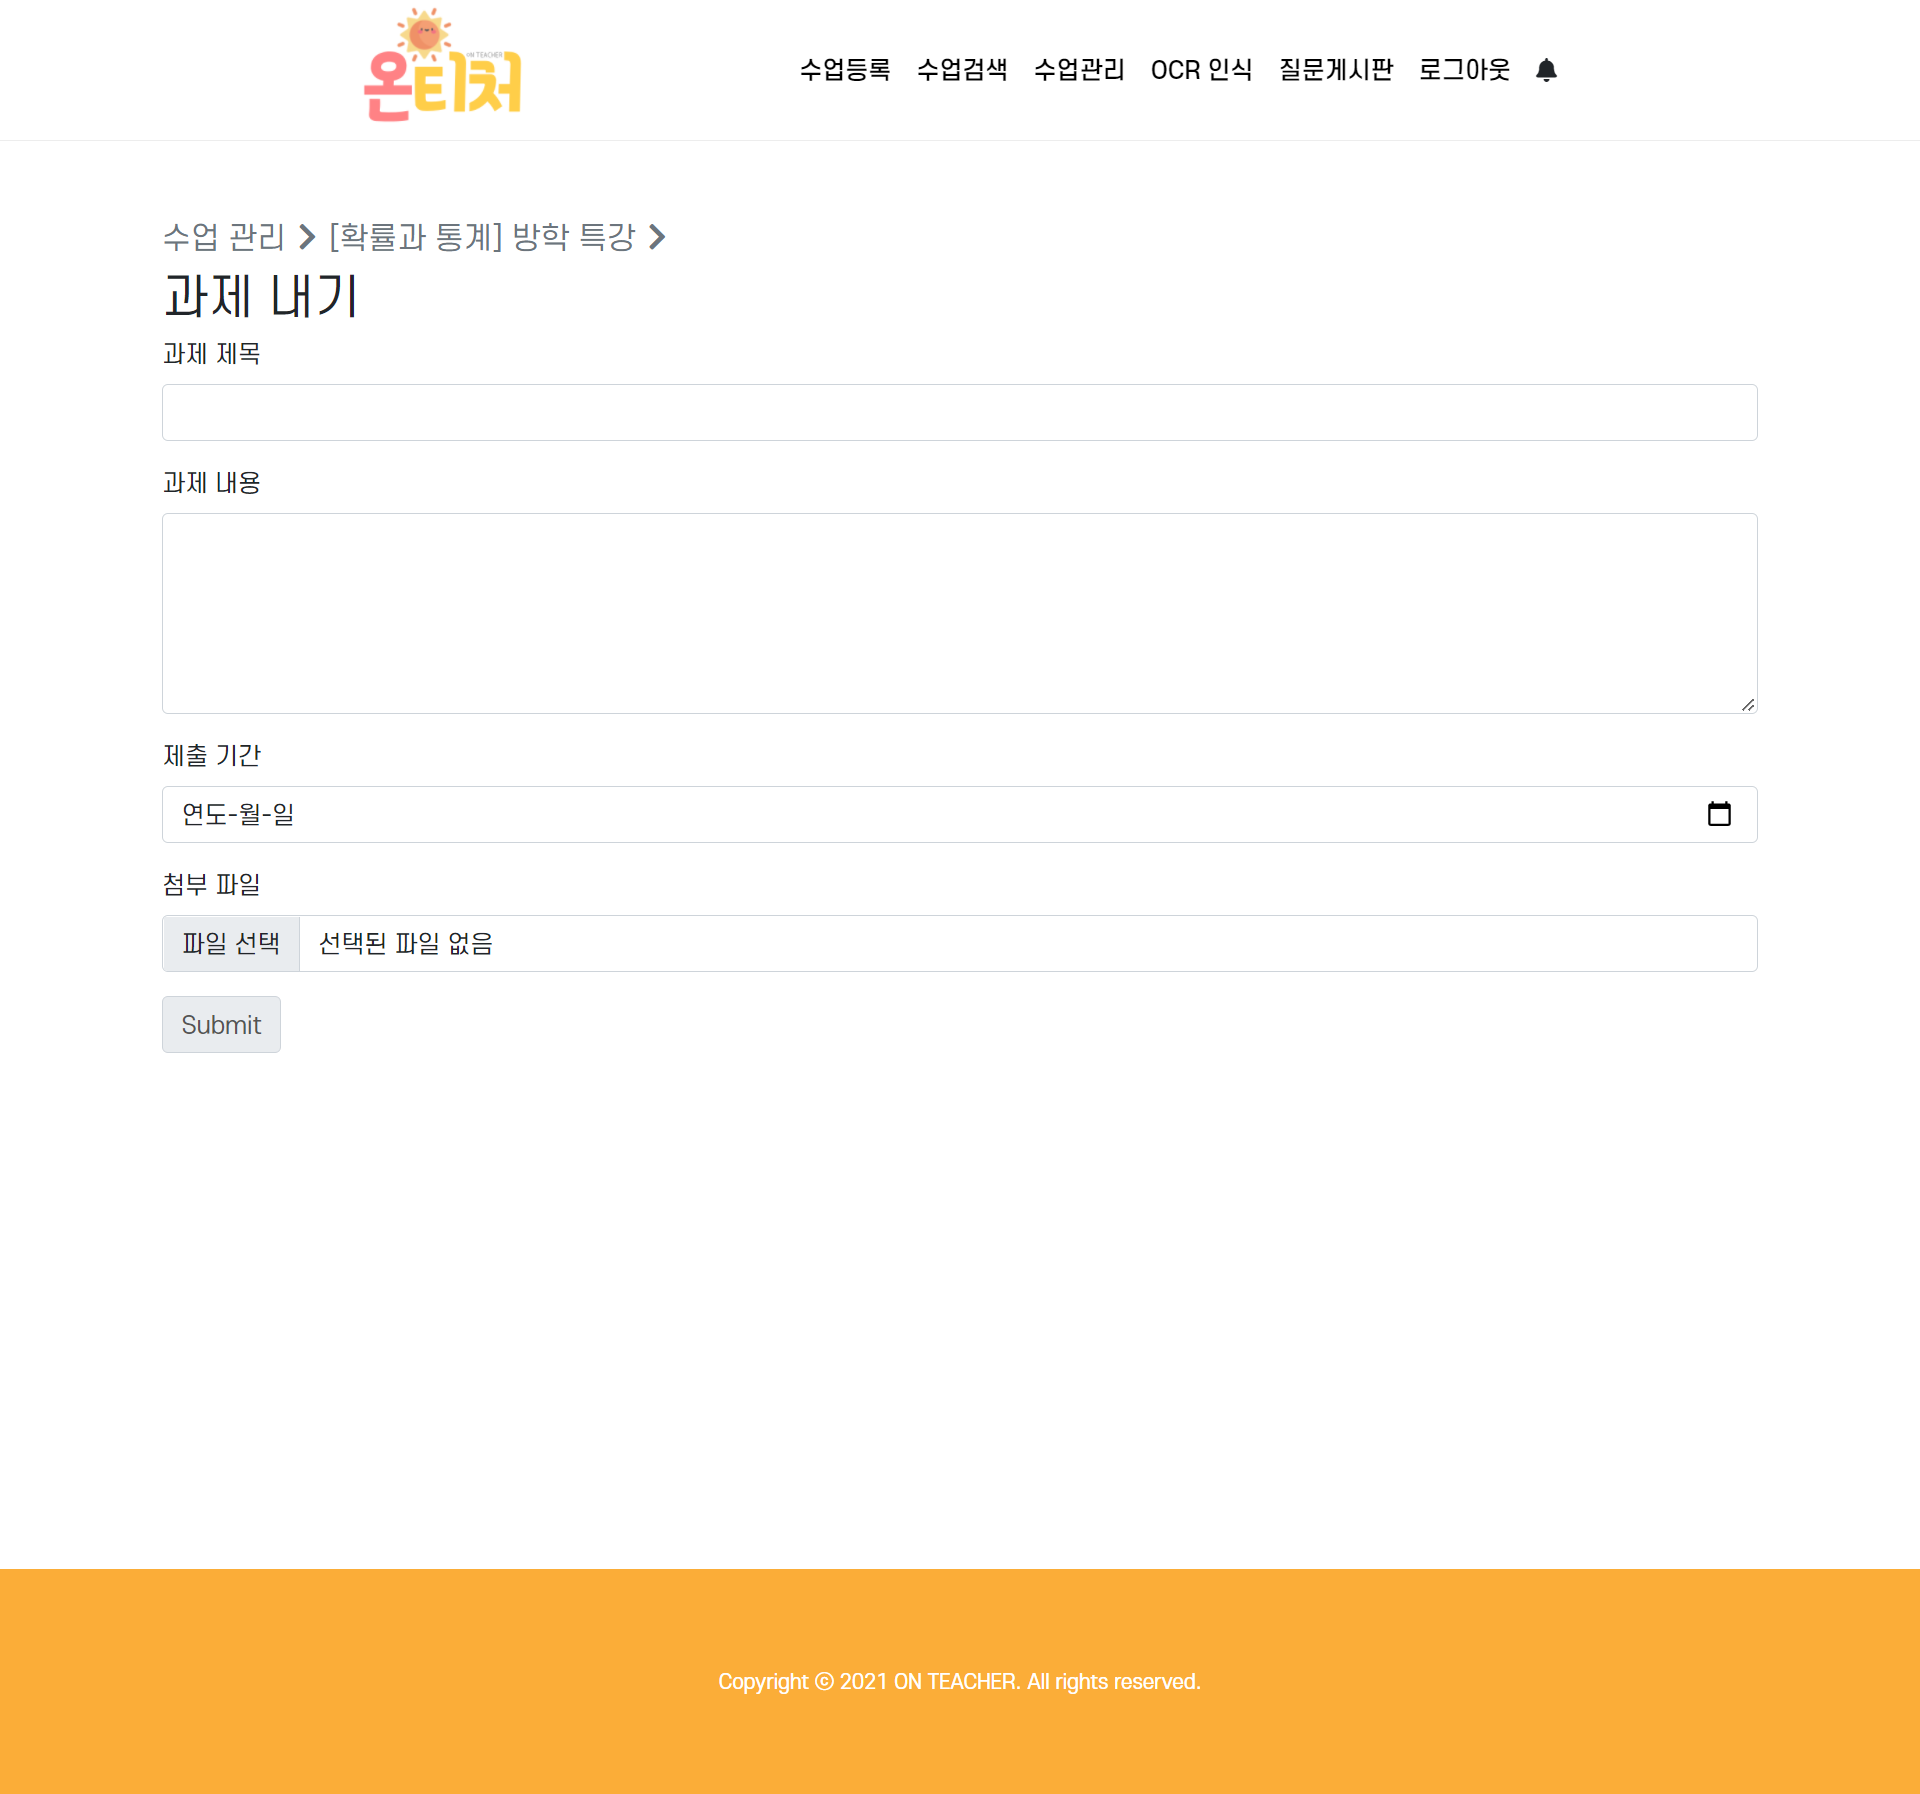 ON TEACHER
온티처
수업등록 수업검색 수업관리 OCR 인식 질문게시판 로그아웃
수업 관리 > [확률과 통계] 방학 특강 >
과제 내기
과제 제목
과제 내용
제출 기간
연도-월-일
첨부 파일
파일 선택 선택된 파일 없음
Submit
Copyright ⓒ 2021 ON TEACHER. All rights reserved.